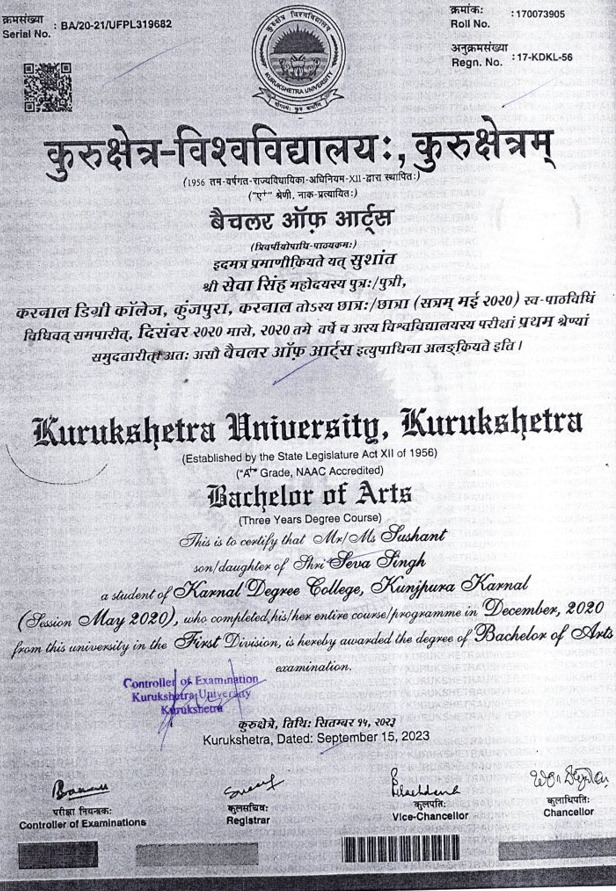 क्रमसंख्या
Serial No. : BA/20-21/UFPL319682
क्रमांक:
Roll No. : 170073905
अनुक्रमसंख्या
Regn. No. : 17-KDKL-56
KURUKSHETRA UNIVERSITY
कुरुक्षेत्र-विश्वविद्यालयः, कुरुक्षेत्रम्
(1956 तम-वर्षगत-राज्यविधायिका-अधिनियम-XII-द्वारा स्थापितः)
("ए⁺" श्रेणी, नाक-प्रत्यायितः)
बैचलर ऑफ़ आर्ट्स
(त्रिवर्षीयोपाधि-पाठ्यक्रमः)
इदमत्र प्रमाणीकियते यत् सुशांत
श्री सेवा सिंह महोदयस्य पुत्रः/पुत्री,
करनाल डिग्री कॉलेज, कुंजपुरा, करनाल तोऽस्य छात्रः/छात्रा (सत्रम् मई २०२०) स्व-पाठविधिं
विधिवत् समपारीत्, दिसंबर २०२० मासे, २०२० तमे वर्षे च अस्य विश्वविद्यालयस्य परीक्षां प्रथम श्रेण्यां
समुदतारीत्। अतः असौ बैचलर ऑफ़ आर्ट्स इत्युपाधिना अलङ्कियते इति।
Kurukshetra University, Kurukshetra
(Established by the State Legislature Act XII of 1956)
("A⁺" Grade, NAAC Accredited)
Bachelor of Arts
(Three Years Degree Course)
This is to certify that Mr/Ms Sushant
son/daughter of Shri Seva Singh
a student of Karnal Degree College, Kunjpura Karnal
(Session May 2020), who completed his/her entire course/programme in December, 2020
from this university in the First Division, is hereby awarded the degree of Bachelor of Arts
examination.
Controller of Examination
Kurukshetra University
Kurukshetra
कुरुक्षेत्रे, तिथिः सितम्बर १५, २०२३
Kurukshetra, Dated: September 15, 2023
परीक्षा नियन्त्रकः
Controller of Examinations
कुलसचिवः
Registrar
कुलपतिः
Vice-Chancellor
कुलाधिपतिः
Chancellor